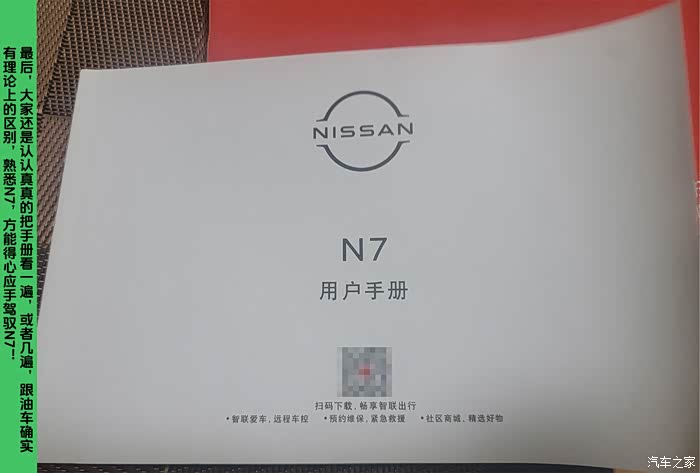 最后，大家还是认认真真的把手册看一遍，或者几遍，跟油车确实
有理论上的区别，熟悉N7，方能得心应手驾驭N7！
NISSAN
N7
用户手册
扫码下载，畅享智联出行
•智联爱车，远程车控 •预约维保，紧急救援 •社区商城，精选好物
汽车之家